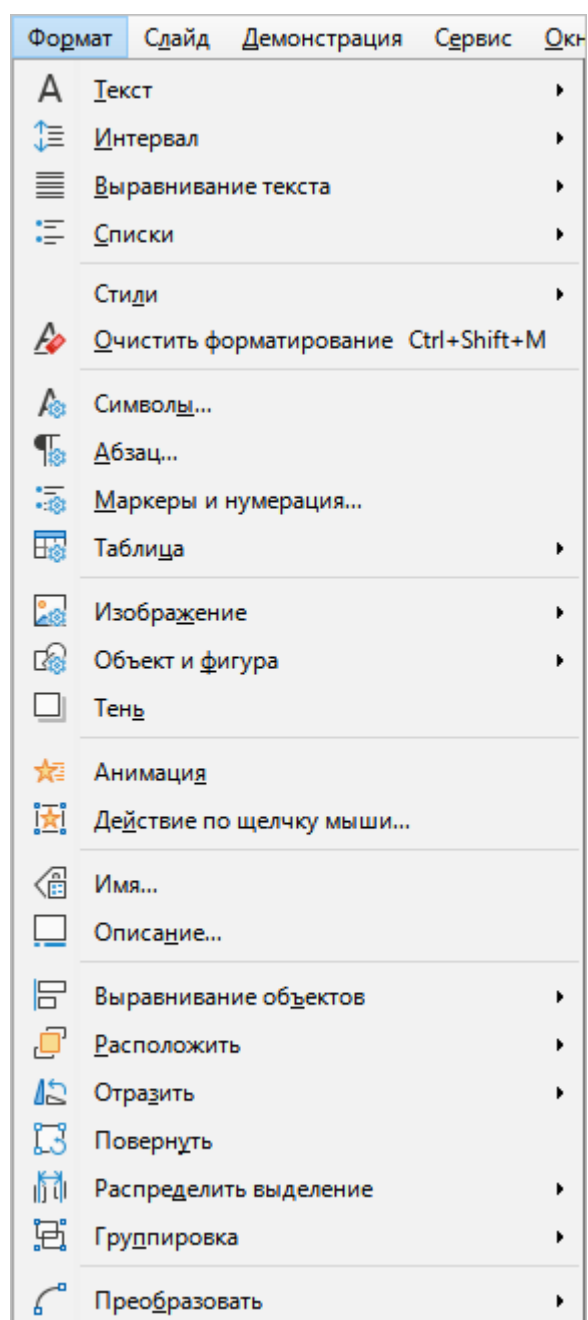 Формат Слайд Демонстрация Сервис Окн
Текст
Интервал
Выравнивание текста
Списки
Стили
Очистить форматирование Ctrl+Shift+M
Символы...
Абзац...
Маркеры и нумерация...
Таблица
Изображение
Объект и фигура
Тень
Анимация
Действие по щелчку мыши...
Имя...
Описание...
Выравнивание объектов
Расположить
Отразить
Повернуть
Распределить выделение
Группировка
Преобразовать